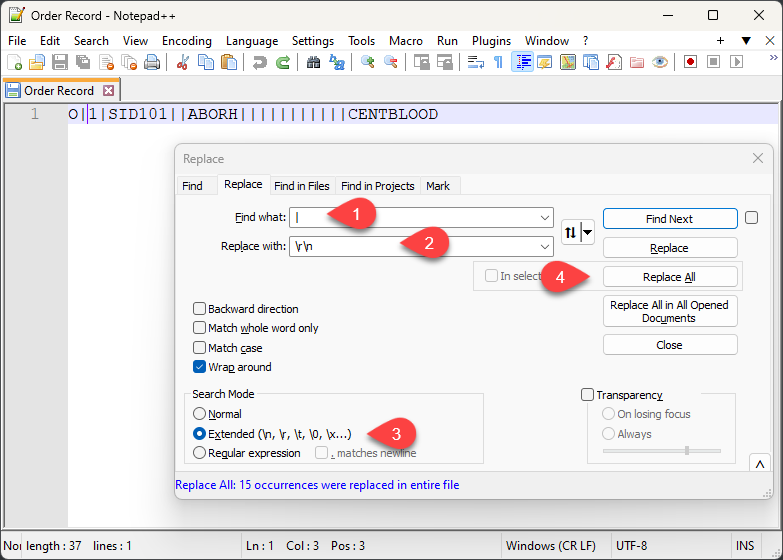 Order Record - Notepad++
File Edit Search View Encoding Language Settings Tools Macro Run Plugins Window ? + ▼ X
Order Record
1 O|1|SID101||ABORH|||||||||||CENTBLOOD
Replace
Find Replace Find in Files Find in Projects Mark
Find what: | 1 Find Next
Replace with: \r\n 2 Replace
In select 4 Replace All
Replace All in All Opened
Documents
Close
Backward direction
Match whole word only
Match case
Wrap around
Search Mode
Normal
Extended (\n, \r, \t, \0, \x...) 3
Regular expression . matches newline
Transparency
On losing focus
Always
Replace All: 15 occurrences were replaced in entire file
Nor length : 37 lines : 1 Ln : 1 Col : 3 Pos : 3 Windows (CR LF) UTF-8 INS